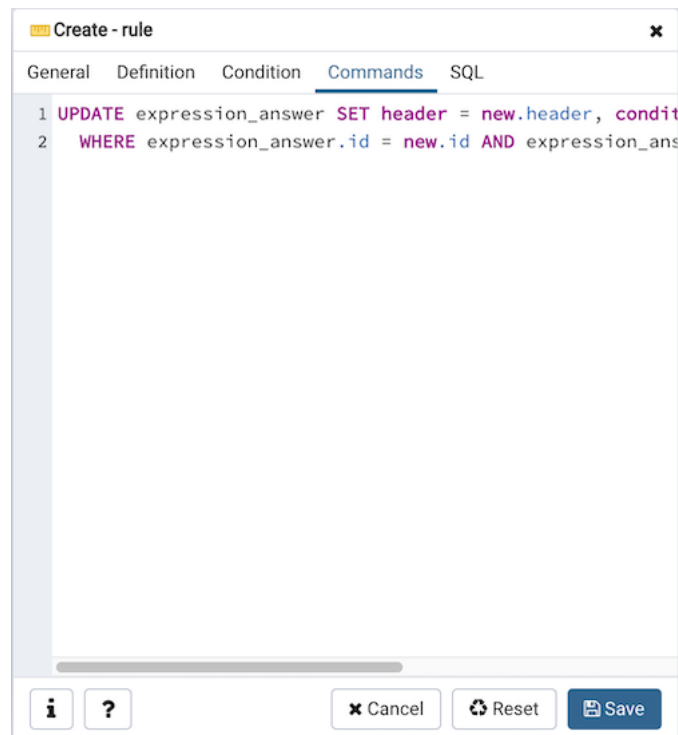 Create - rule
General Definition Condition Commands SQL
1 UPDATE expression_answer SET header = new.header, condit
2 WHERE expression_answer.id = new.id AND expression_ans
i ? Cancel Reset Save